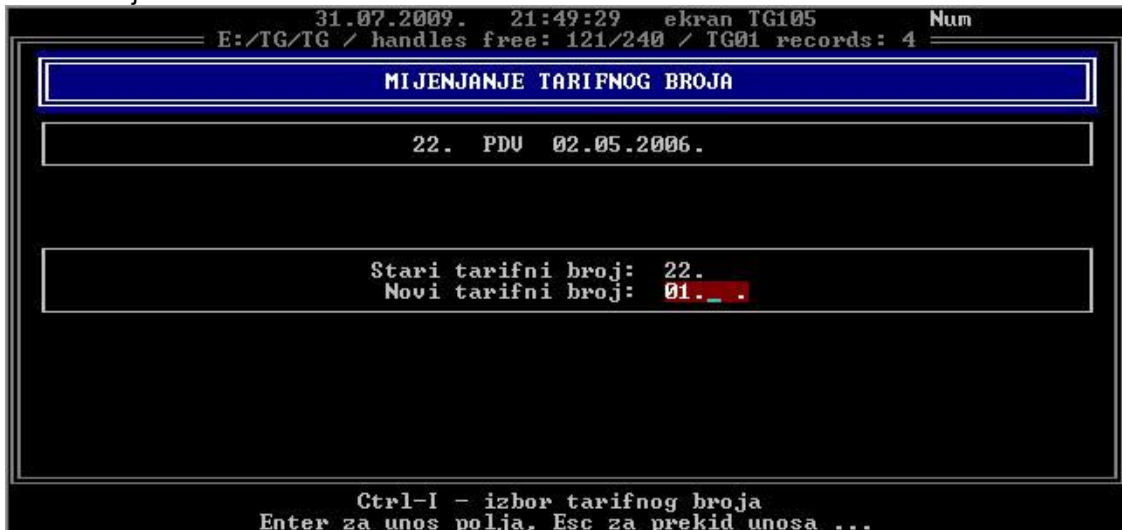 31.07.2009. 21:49:29 ekran TG105 Num
E:/TG/TG / handles free: 121/240 / TG01 records: 4
MIJENJANJE TARIFNOG BROJA
22. PDV 02.05.2006.
Stari tarifni broj: 22.
Novi tarifni broj: 01._ .
Ctrl-I - izbor tarifnog broja
Enter za unos polja, Esc za prekid unosa ...